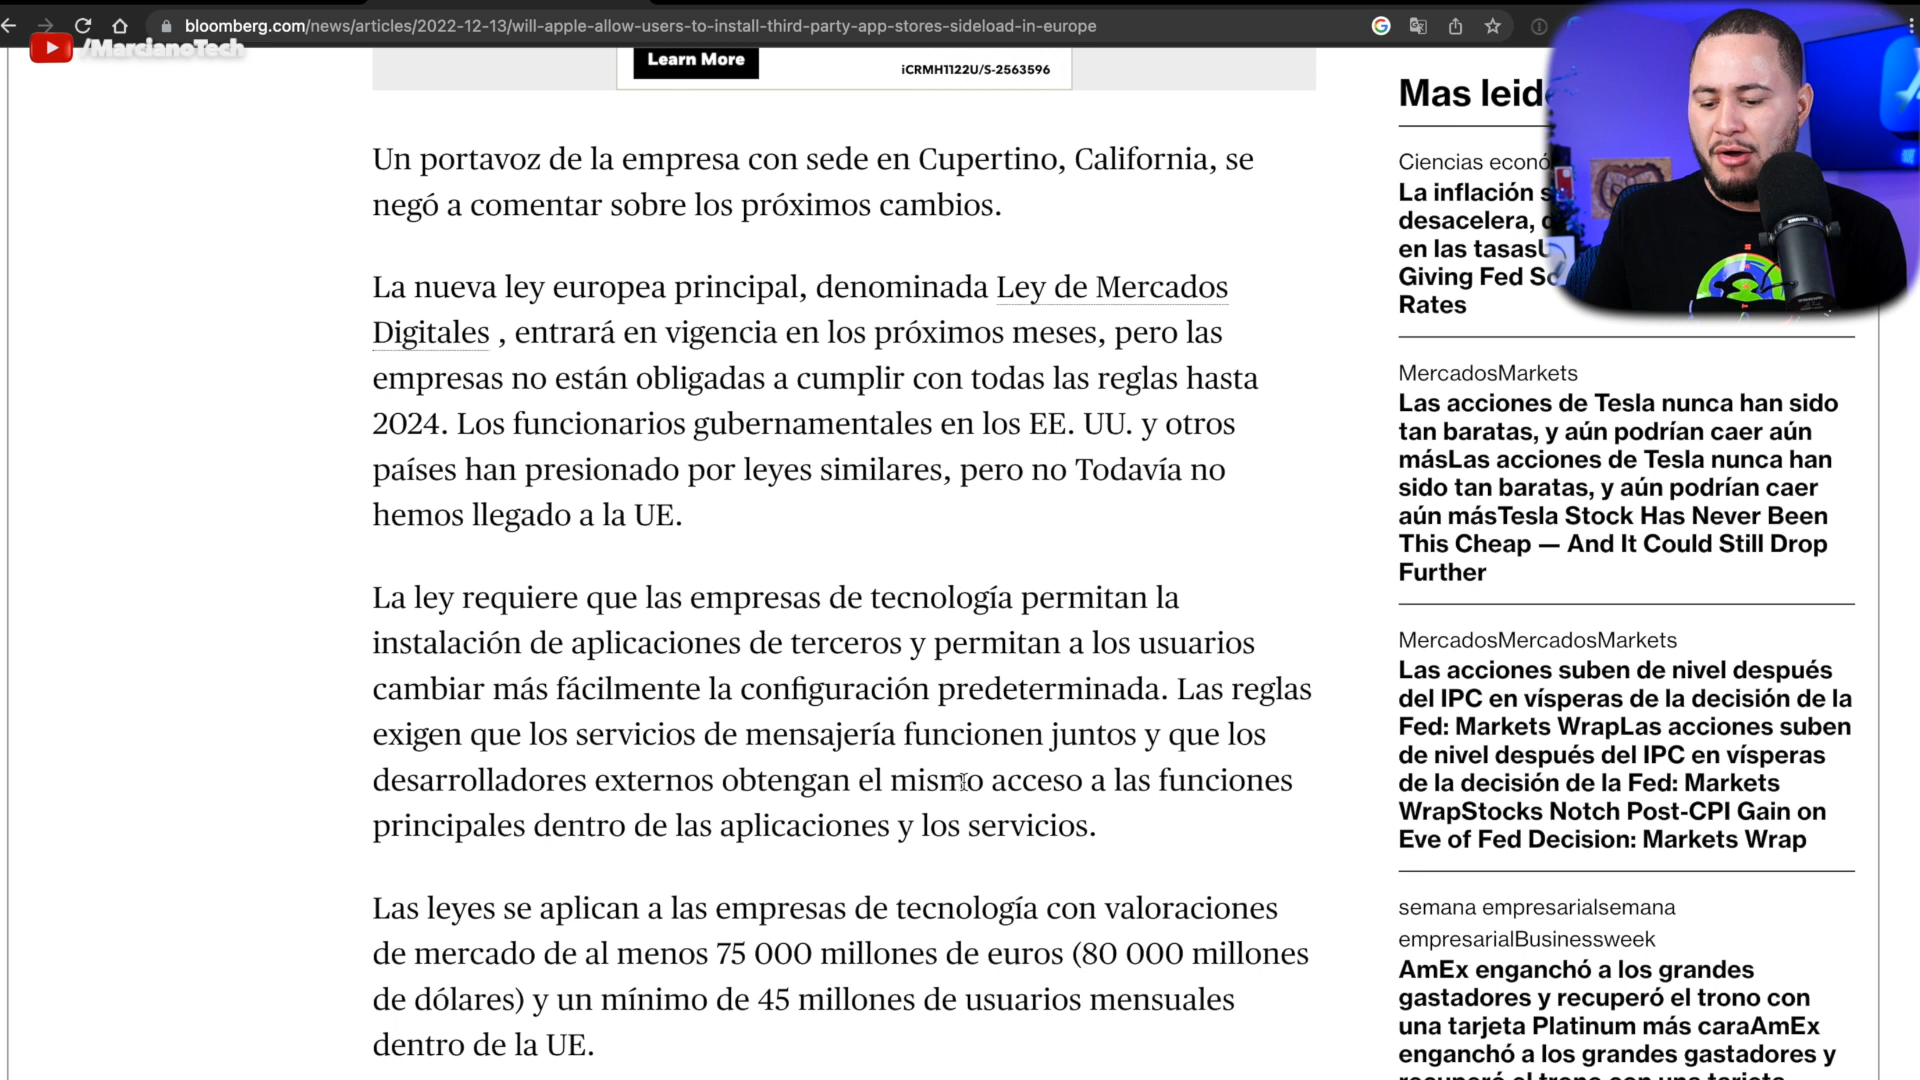 bloomberg.com/news/articles/2022-12-13/will-apple-allow-users-to-install-third-party-app-stores-sideload-in-europe
/MarcianoTech
Learn More
iCRMH1122U/S-2563596
Un portavoz de la empresa con sede en Cupertino, California, se
negó a comentar sobre los próximos cambios.
La nueva ley europea principal, denominada Ley de Mercados
Digitales , entrará en vigencia en los próximos meses, pero las
empresas no están obligadas a cumplir con todas las reglas hasta
2024. Los funcionarios gubernamentales en los EE. UU. y otros
países han presionado por leyes similares, pero no Todavía no
hemos llegado a la UE.
La ley requiere que las empresas de tecnología permitan la
instalación de aplicaciones de terceros y permitan a los usuarios
cambiar más fácilmente la configuración predeterminada. Las reglas
exigen que los servicios de mensajería funcionen juntos y que los
desarrolladores externos obtengan el mismo acceso a las funciones
principales dentro de las aplicaciones y los servicios.
Las leyes se aplican a las empresas de tecnología con valoraciones
de mercado de al menos 75 000 millones de euros (80 000 millones
de dólares) y un mínimo de 45 millones de usuarios mensuales
dentro de la UE.
Mas
Ciencias
La inflación
desacelera,
en las
Giving Fed
Rates
MercadosMarkets
Las acciones de Tesla nunca han sido
tan baratas, y aún podrían caer aún
másLas acciones de Tesla nunca han
sido tan baratas, y aún podrían caer
aún másTesla Stock Has Never Been
This Cheap — And It Could Still Drop
Further
MercadosMercadosMarkets
Las acciones suben de nivel después
del IPC en vísperas de la decisión de la
Fed: Markets WrapLas acciones suben
de nivel después del IPC en vísperas
de la decisión de la Fed: Markets
WrapStocks Notch Post-CPI Gain on
Eve of Fed Decision: Markets Wrap
semana empresarialsemana
empresarialBusinessweek
AmEx enganchó a los grandes
gastadores y recuperó el trono con
una tarjeta Platinum más caraAmEx
enganchó a los grandes gastadores y